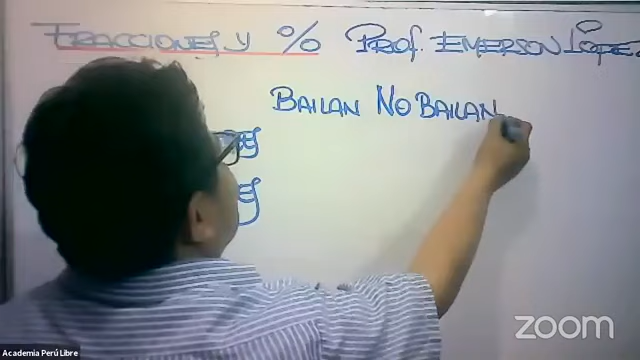 FRACCIONES Y % PROF. EMERSON LÓPEZ
BAILAN NO BAILAN
zoom
Academia Perú Libre